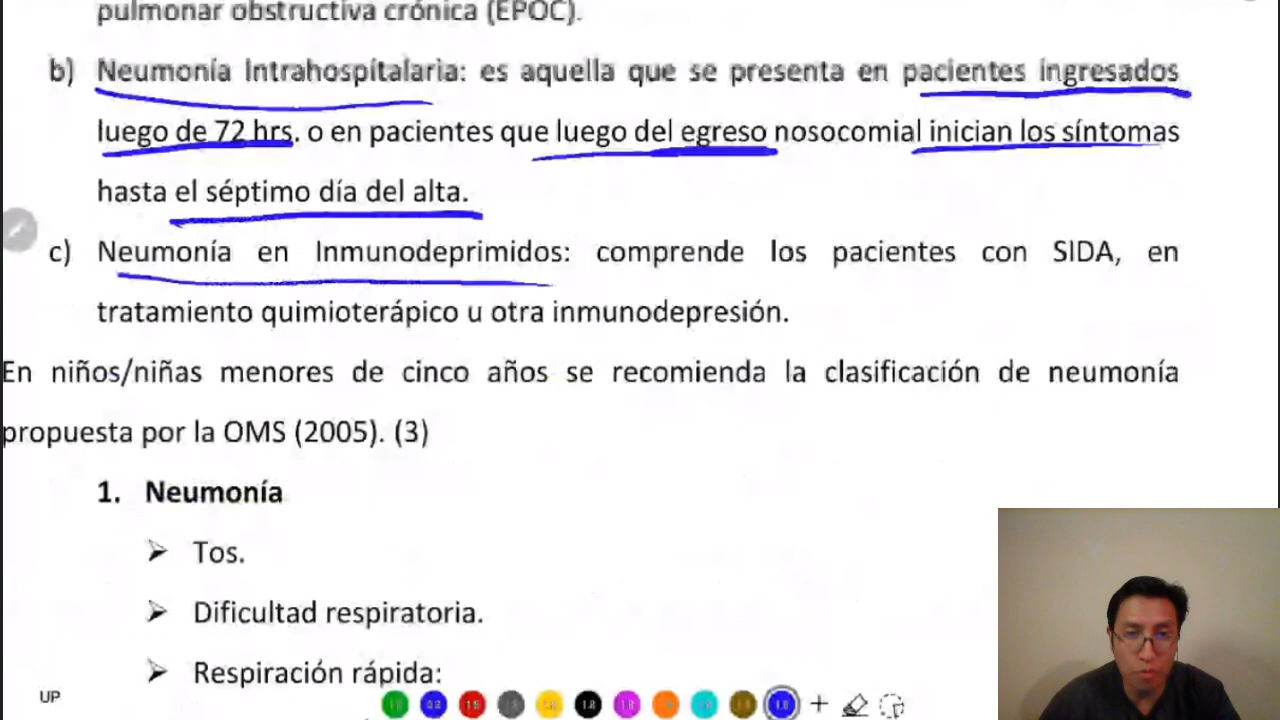 pulmonar obstructiva crónica (EPOC).
b) Neumonía Intrahospitalaria: es aquella que se presenta en pacientes ingresados
luego de 72 hrs. o en pacientes que luego del egreso nosocomial inician los síntomas
hasta el séptimo día del alta.
c) Neumonía en Inmunodeprimidos: comprende los pacientes con SIDA, en
tratamiento quimioterápico u otra inmunodepresión.
En niños/niñas menores de cinco años se recomienda la clasificación de neumonía
propuesta por la OMS (2005). (3)
1. Neumonía
➢ Tos.
➢ Dificultad respiratoria.
➢ Respiración rápida:
UP